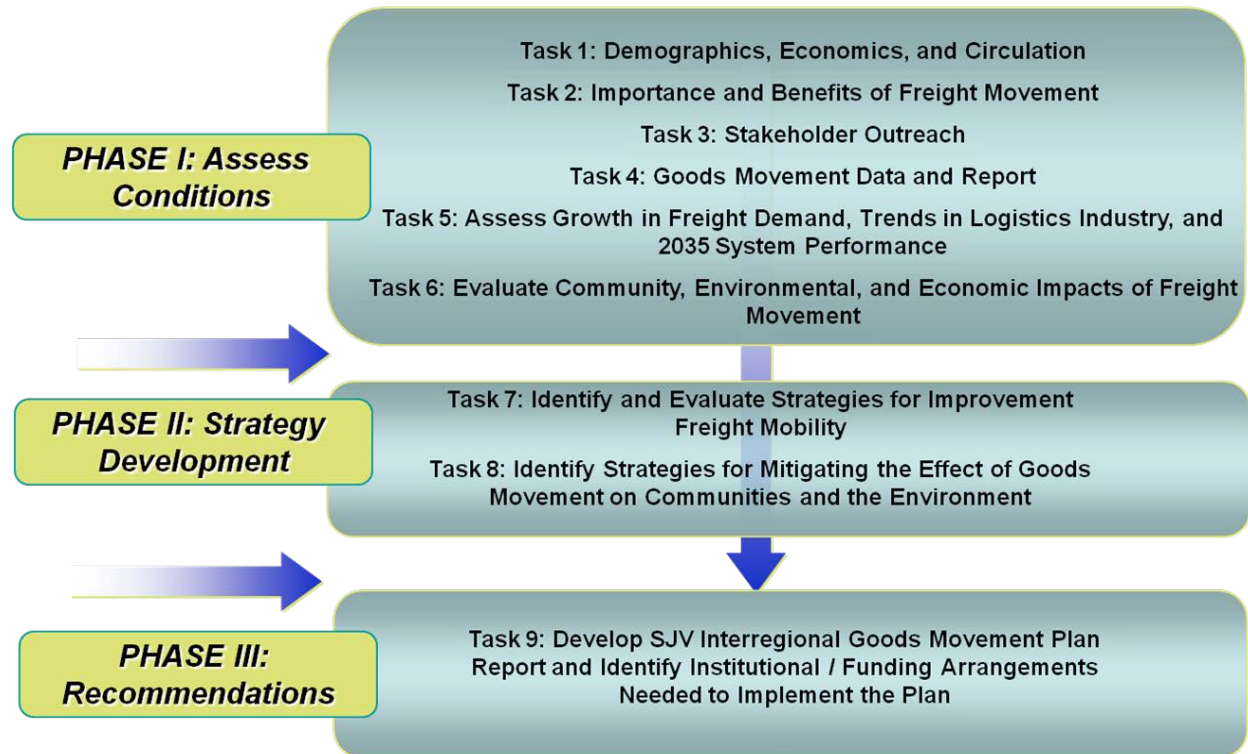 Task 1: Demographics, Economics, and Circulation
Task 2: Importance and Benefits of Freight Movement
Task 3: Stakeholder Outreach
PHASE I: Assess
Conditions
Task 4: Goods Movement Data and Report
Task 5: Assess Growth in Freight Demand, Trends in Logistics Industry, and
2035 System Performance
Task 6: Evaluate Community, Environmental, and Economic Impacts of Freight
Movement
PHASE II: Strategy
Development
Task 7: Identify and Evaluate Strategies for Improvement
Freight Mobility
Task 8: Identify Strategies for Mitigating the Effect of Goods
Movement on Communities and the Environment
PHASE III:
Recommendations
Task 9: Develop SJV Interregional Goods Movement Plan
Report and Identify Institutional / Funding Arrangements
Needed to Implement the Plan